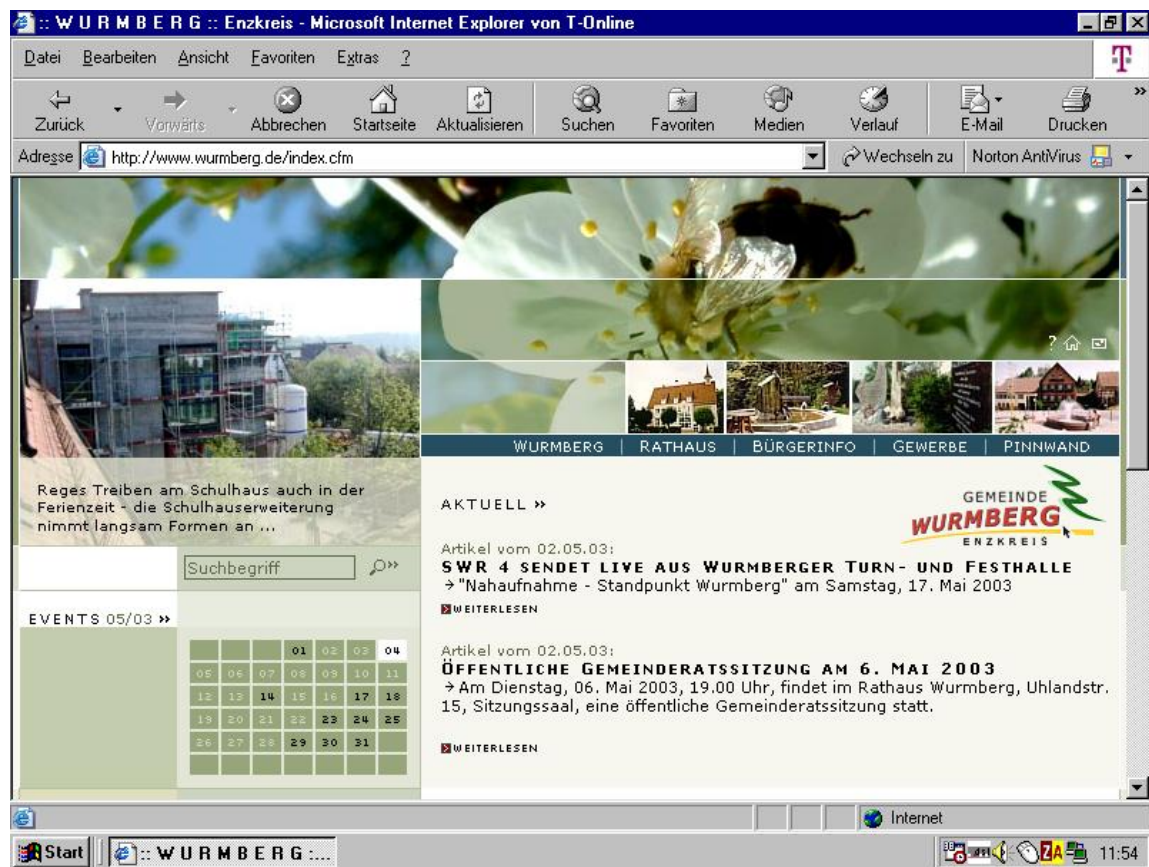 :: W U R M B E R G :: Enzkreis - Microsoft Internet Explorer von T-Online
Datei Bearbeiten Ansicht Favoriten Extras ?
T
Zurück Vorwärts Abbrechen Startseite Aktualisieren Suchen Favoriten Medien Verlauf E-Mail Drucken »
Adresse http://www.wurmberg.de/index.cfm Wechseln zu Norton AntiVirus
?
WURMBERG | RATHAUS | BÜRGERINFO | GEWERBE | PINNWAND
Reges Treiben am Schulhaus auch in der
Ferienzeit - die Schulhauserweiterung
nimmt langsam Formen an ...
Suchbegriff »
EVENTS 05/03 »
01 02 03 04
05 06 07 08 09 10 11
12 13 14 15 16 17 18
19 20 21 22 23 24 25
26 27 28 29 30 31
AKTUELL »
GEMEINDE
WURMBERG
ENZKREIS
Artikel vom 02.05.03:
SWR 4 SENDET LIVE AUS WURMBERGER TURN- UND FESTHALLE
→"Nahaufnahme - Standpunkt Wurmberg" am Samstag, 17. Mai 2003
WEITERLESEN
Artikel vom 02.05.03:
ÖFFENTLICHE GEMEINDERATSSITZUNG AM 6. MAI 2003
→Am Dienstag, 06. Mai 2003, 19.00 Uhr, findet im Rathaus Wurmberg, Uhlandstr.
15, Sitzungssaal, eine öffentliche Gemeinderatssitzung statt.
WEITERLESEN
Internet
Start :: W U R M B E R G :... ZA 11:54